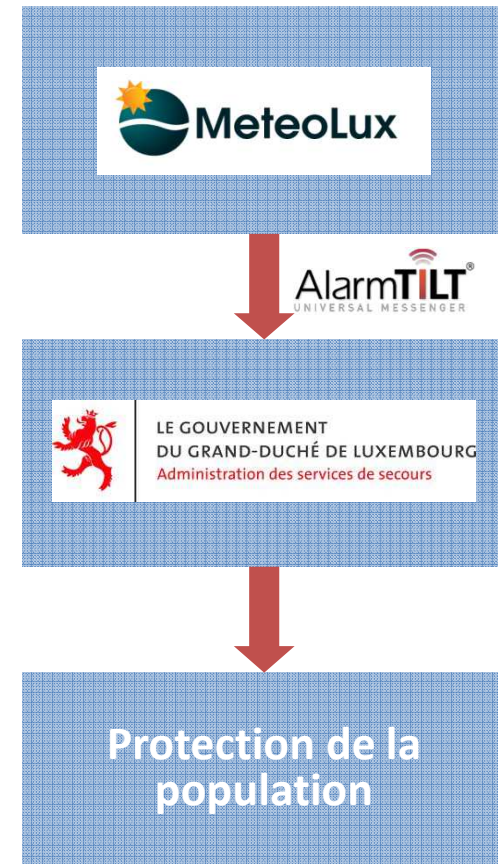 MeteoLux
AlarmTILT®
UNIVERSAL MESSENGER
LE GOUVERNEMENT
DU GRAND-DUCHÉ DE LUXEMBOURG
Administration des services de secours
Protection de la
population